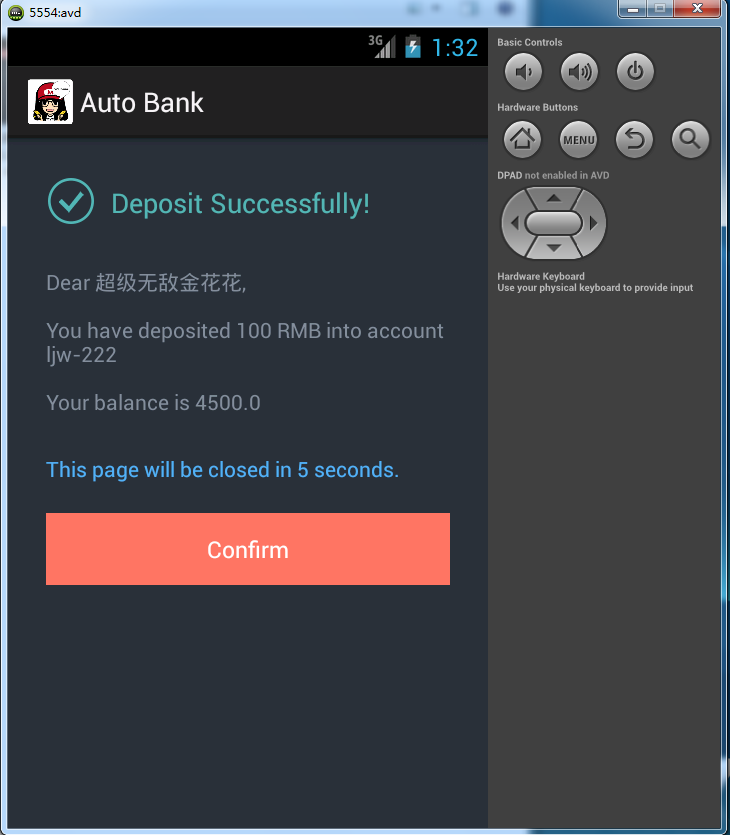 5554:avd
3G 1:32
Auto Bank
Deposit Successfully!
Dear 超级无敌金花花,
You have deposited 100 RMB into account
ljw-222
Your balance is 4500.0
This page will be closed in 5 seconds.
Confirm
Basic Controls
Hardware Buttons
MENU
DPAD not enabled in AVD
Hardware Keyboard
Use your physical keyboard to provide input